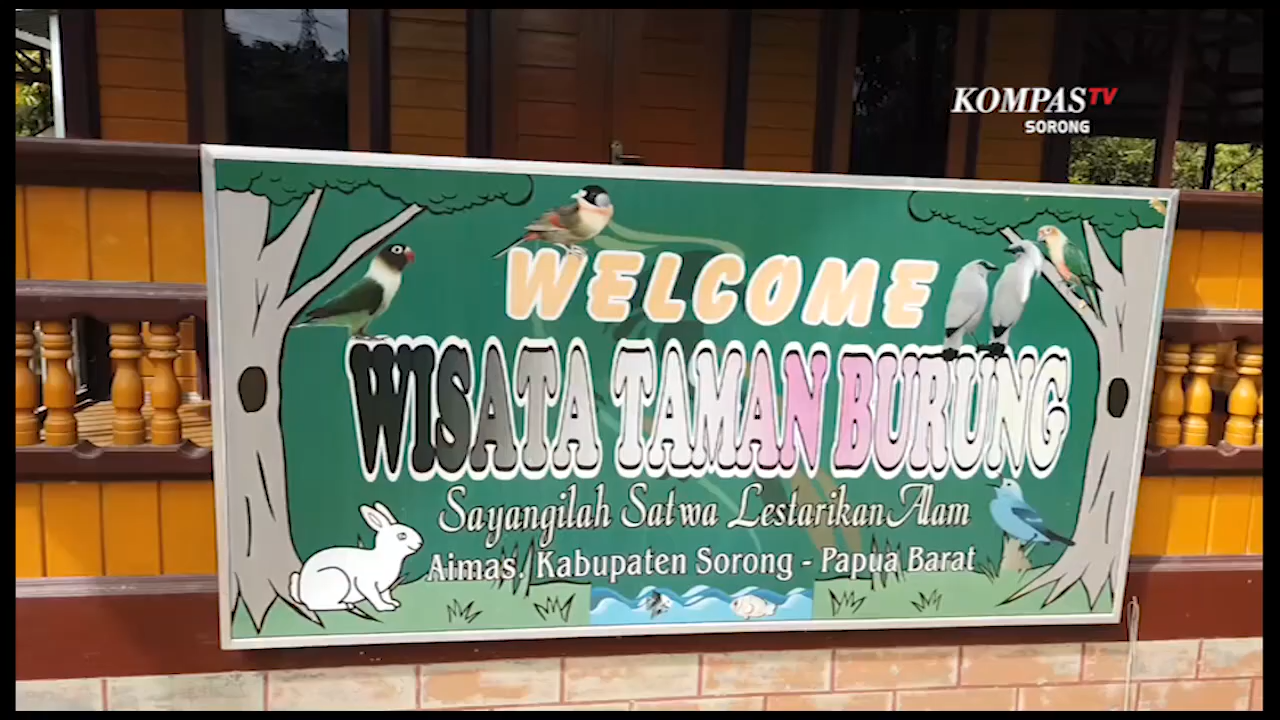 KOMPASTV
SORONG
WELCOME
WISATA TAMAN BURUNG
Sayangilah Satwa Lestarikan Alam
Aimas, Kabupaten Sorong - Papua Barat